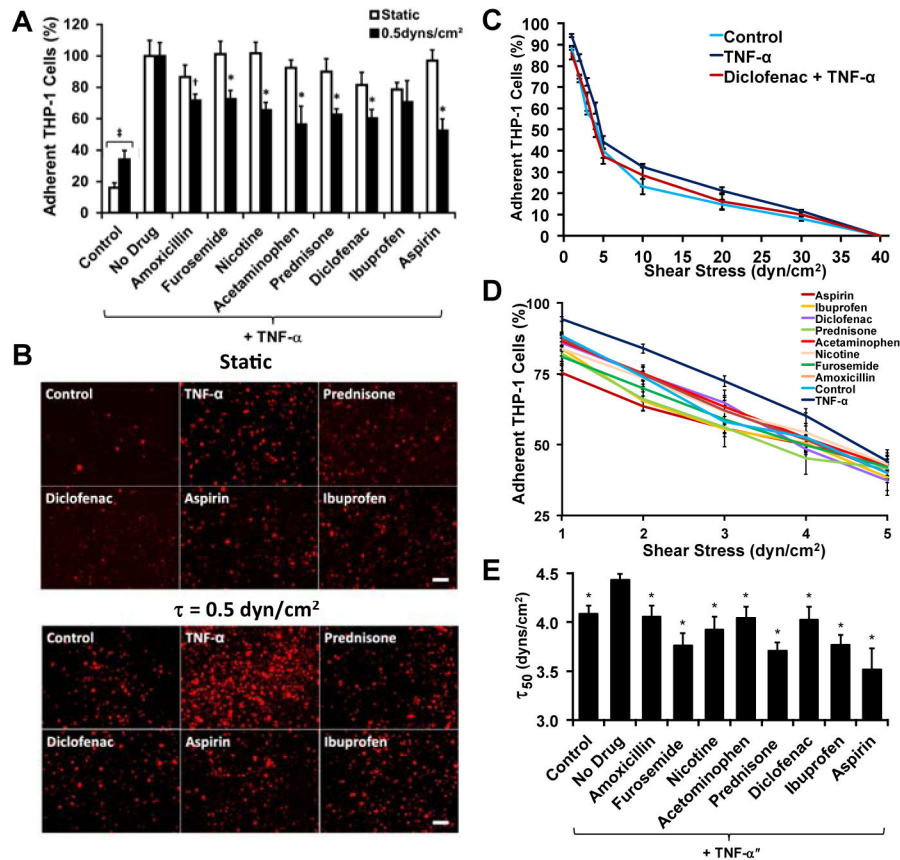 A
Static
0.5dyns/cm²
Adherent THP-1 Cells (%)
120
100
80
60
40
20
0
‡
†
*
*
*
*
*
*
Control
No Drug
Amoxicillin
Furosemide
Nicotine
Acetaminophen
Prednisone
Diclofenac
Ibuprofen
Aspirin
+ TNF-α
B
Static
Control
TNF-α
Prednisone
Diclofenac
Aspirin
Ibuprofen
τ = 0.5 dyn/cm²
Control
TNF-α
Prednisone
Diclofenac
Aspirin
Ibuprofen
C
Control
TNF-α
Diclofenac + TNF-α
Adherent THP-1 Cells (%)
100
90
80
70
60
50
40
30
20
10
0
0 5 10 15 20 25 30 35 40
Shear Stress (dyn/cm²)
D
Aspirin
Ibuprofen
Diclofenac
Prednisone
Acetaminophen
Nicotine
Furosemide
Amoxicillin
Control
TNF-α
Adherent THP-1 Cells (%)
100
75
50
25
1 2 3 4 5
Shear Stress (dyn/cm²)
E
τ50 (dyns/cm²)
4.5
4.0
3.5
3.0
*
*
*
*
*
*
*
*
*
Control
No Drug
Amoxicillin
Furosemide
Nicotine
Acetominophen
Prednisone
Diclofenac
Ibuprofen
Aspirin
+ TNF-α″